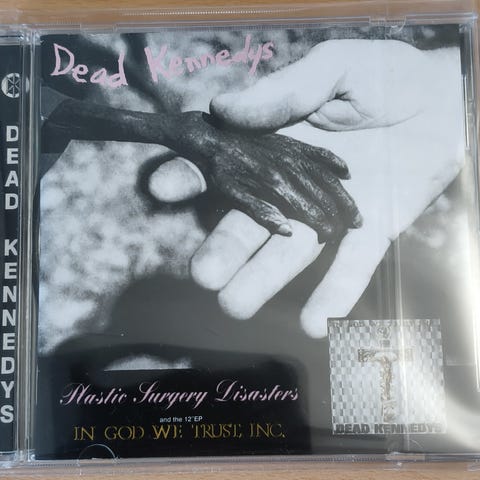 Dead Kennedys
DEAD KENNEDYS
Plastic Surgery Disasters
and the 12"EP
IN GOD WE TRUST, INC.
DEAD KENNEDYS